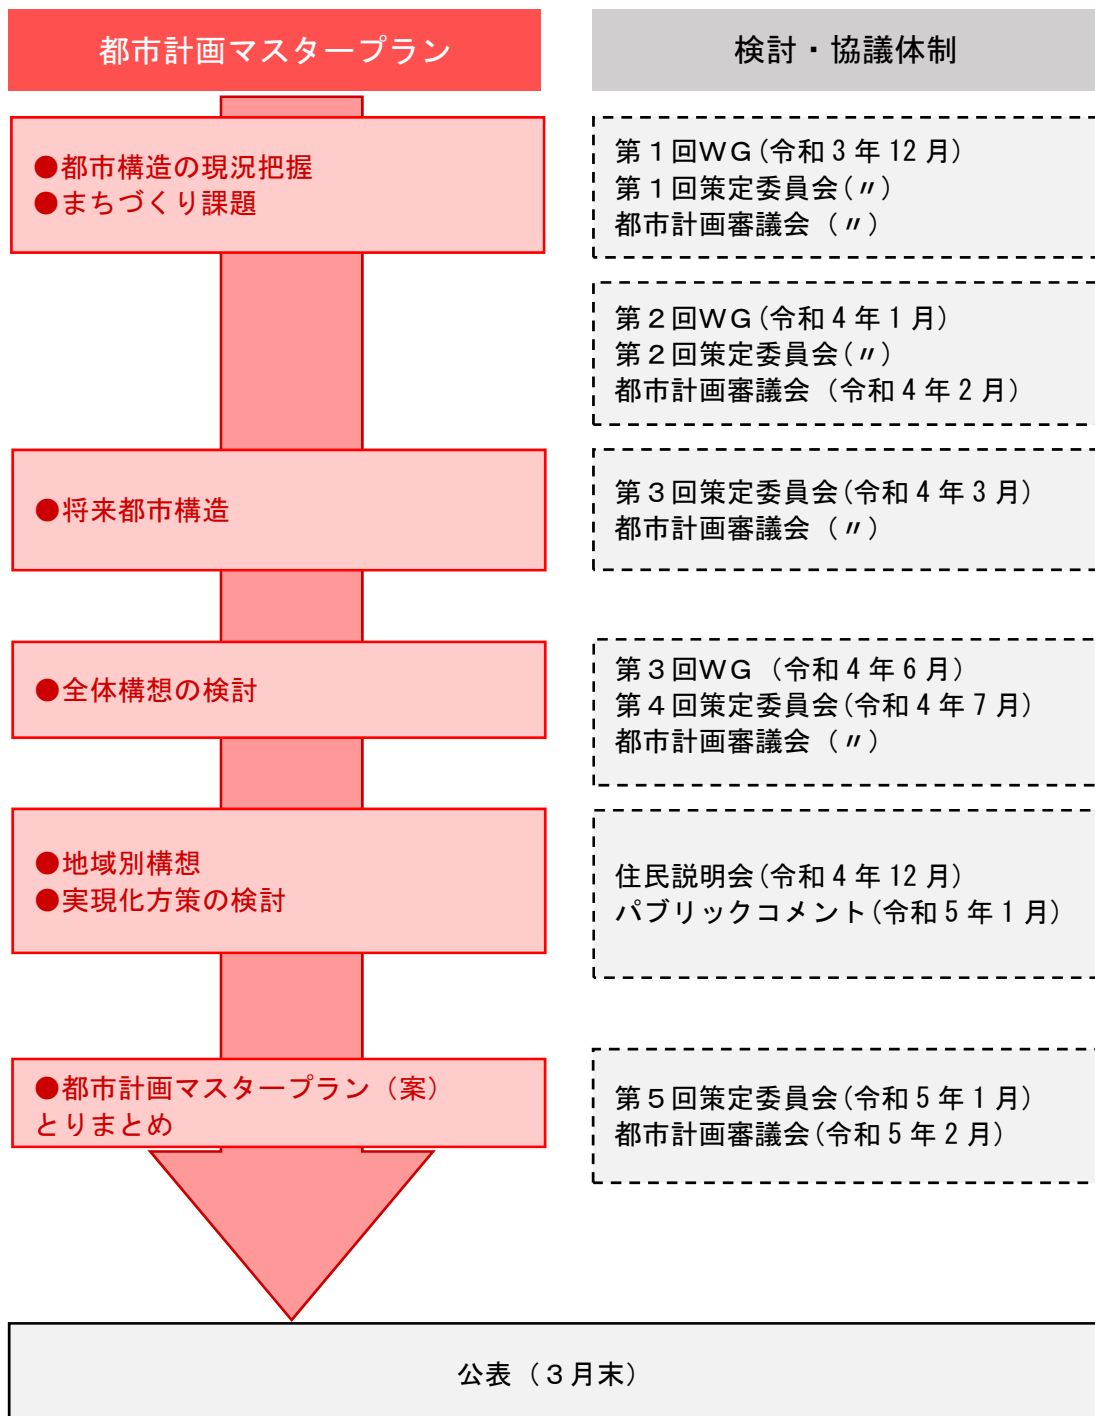 都市計画マスタープラン
検討・協議体制
●都市構造の現況把握
●まちづくり課題
第１回ＷＧ(令和3年12月)
第１回策定委員会(〃)
都市計画審議会（〃）
第２回ＷＧ(令和4年1月)
第２回策定委員会(〃)
都市計画審議会（令和4年2月）
●将来都市構造
第３回策定委員会(令和4年3月)
都市計画審議会（〃）
●全体構想の検討
第３回ＷＧ（令和4年6月）
第４回策定委員会(令和4年7月)
都市計画審議会（〃）
●地域別構想
●実現化方策の検討
住民説明会(令和4年12月)
パブリックコメント(令和5年1月)
●都市計画マスタープラン（案）
とりまとめ
第５回策定委員会(令和5年1月)
都市計画審議会(令和5年2月)
公表（３月末）